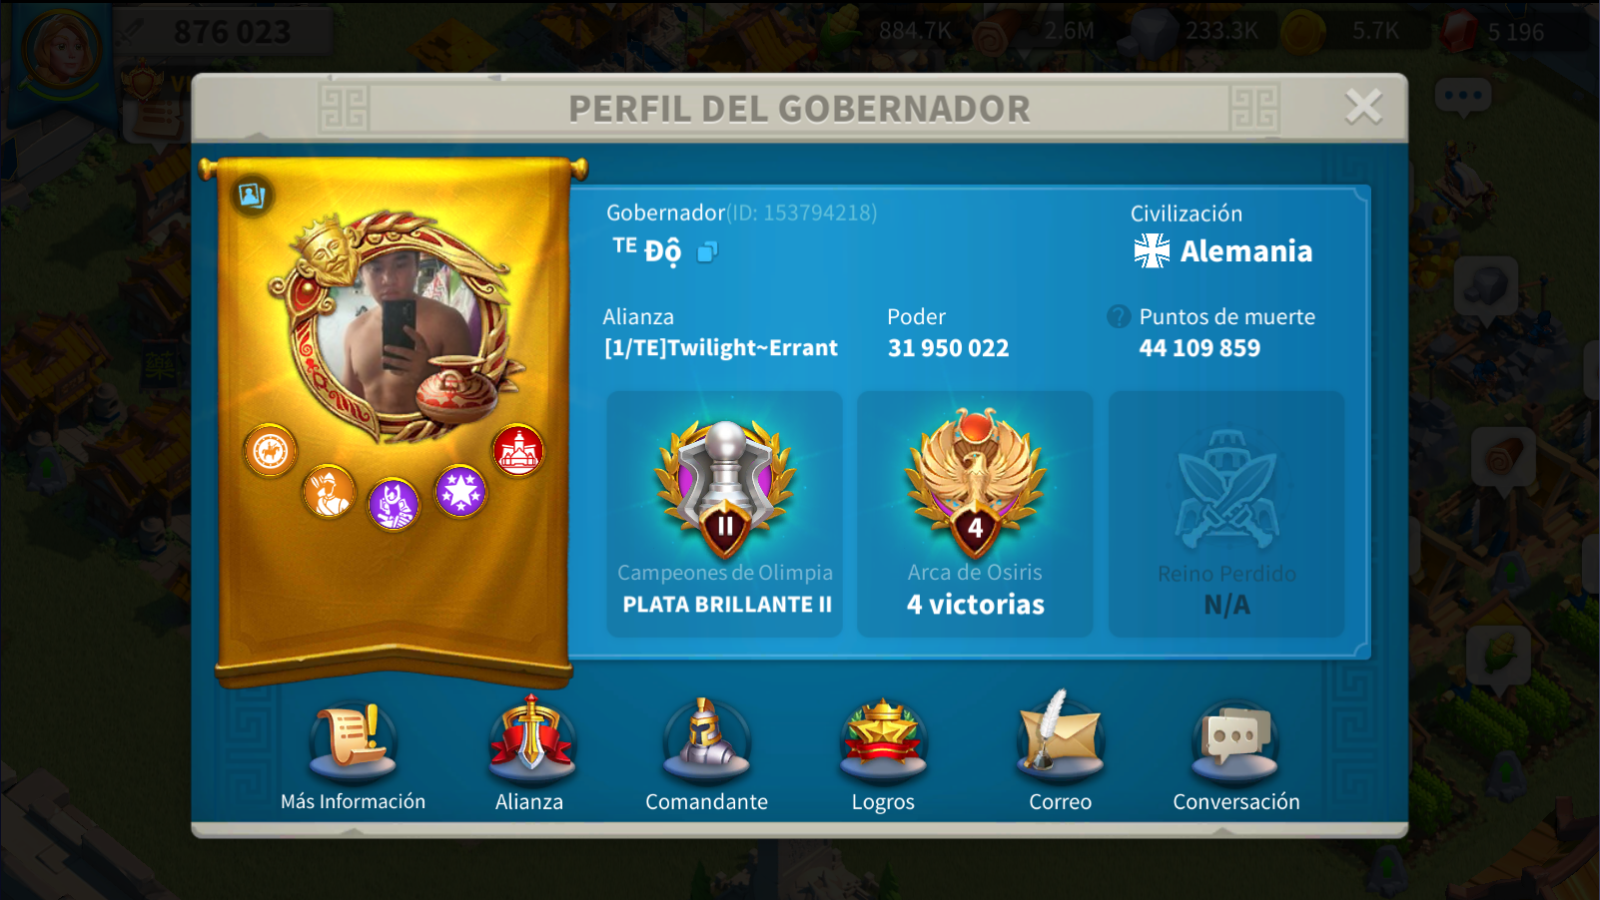 876 023
884.7K
2.6M
233.3K
5.7K
5 196
PERFIL DEL GOBERNADOR
Gobernador(ID: 153794218)
ᵀᴱ Độ
Civilización
Alemania
Alianza
[1/TE]Twilight~Errant
Poder
31 950 022
? Puntos de muerte
44 109 859
II
Campeones de Olimpia
PLATA BRILLANTE II
4
Arca de Osiris
4 victorias
Reino Perdido
N/A
Más Información
Alianza
Comandante
Logros
Correo
Conversación